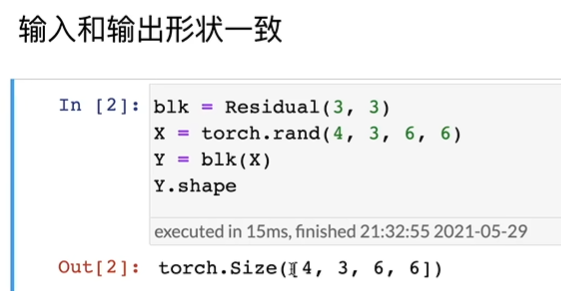 输入和输出形状一致
In [2]: blk = Residual(3, 3)
X = torch.rand(4, 3, 6, 6)
Y = blk(X)
Y.shape
executed in 15ms, finished 21:32:55 2021-05-29
Out[2]: torch.Size([4, 3, 6, 6])